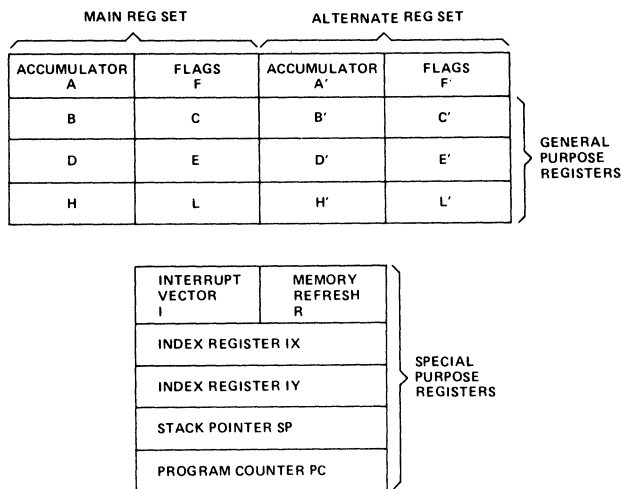 MAIN REG SET ALTERNATE REG SET
ACCUMULATOR FLAGS ACCUMULATOR FLAGS
A F A' F'
B C B' C'
D E D' E'
H L H' L'
GENERAL
PURPOSE
REGISTERS
INTERRUPT MEMORY
VECTOR REFRESH
I R
INDEX REGISTER IX
INDEX REGISTER IY
STACK POINTER SP
PROGRAM COUNTER PC
SPECIAL
PURPOSE
REGISTERS